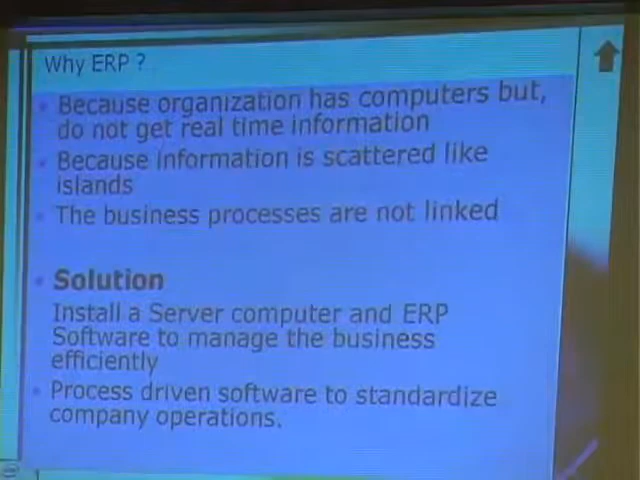 Why ERP ?
• Because organization has computers but,
do not get real time information
• Because information is scattered like
islands
• The business processes are not linked
• Solution
Install a Server computer and ERP
Software to manage the business
efficiently
• Process driven software to standardize
company operations.